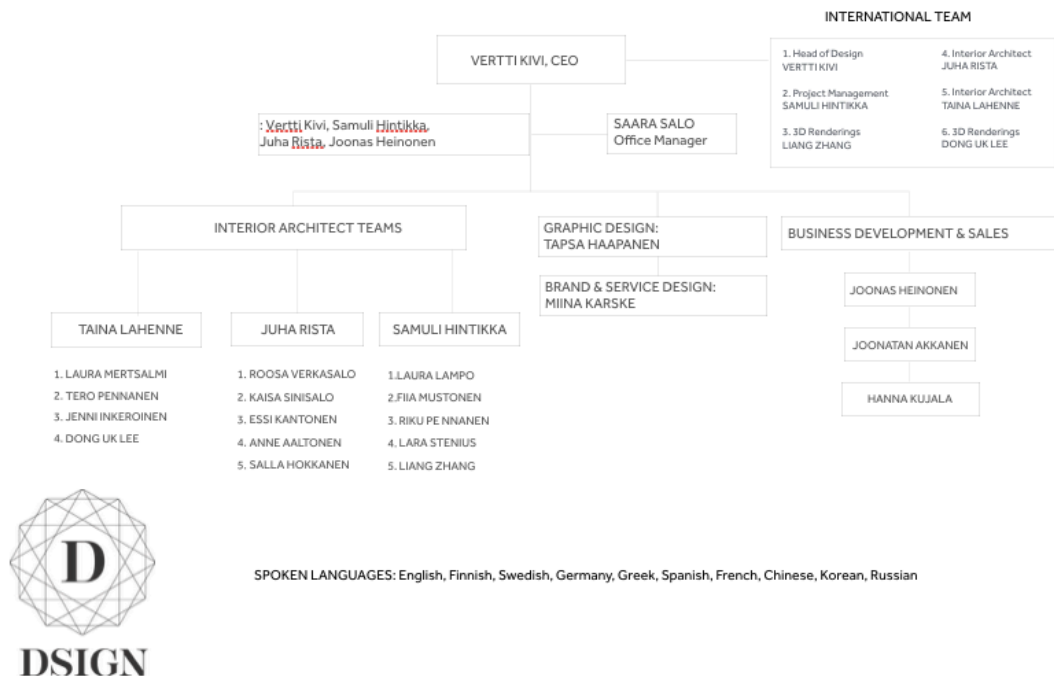 INTERNATIONAL TEAM
VERTTI KIVI, CEO
1. Head of Design
VERTTI KIVI
2. Project Management
SAMULI HINTIKKA
3. 3D Renderings
LIANG ZHANG
4. Interior Architect
JUHA RISTA
5. Interior Architect
TAINA LAHENNE
6. 3D Renderings
DONG UK LEE
: Vertti Kivi, Samuli Hintikka,
Juha Rista, Joonas Heinonen
SAARA SALO
Office Manager
INTERIOR ARCHITECT TEAMS
GRAPHIC DESIGN:
TAPSA HAAPANEN
BRAND & SERVICE DESIGN:
MIINA KARSKE
BUSINESS DEVELOPMENT & SALES
JOONAS HEINONEN
JOONATAN AKKANEN
HANNA KUJALA
TAINA LAHENNE
1. LAURA MERTSALMI
2. TERO PENNANEN
3. JENNI INKEROINEN
4. DONG UK LEE
JUHA RISTA
1. ROOSA VERKASALO
2. KAISA SINISALO
3. ESSI KANTONEN
4. ANNE AALTONEN
5. SALLA HOKKANEN
SAMULI HINTIKKA
1.LAURA LAMPO
2.FIIA MUSTONEN
3. RIKU PE NNANEN
4. LARA STENIUS
5. LIANG ZHANG
D
DSIGN
SPOKEN LANGUAGES: English, Finnish, Swedish, Germany, Greek, Spanish, French, Chinese, Korean, Russian